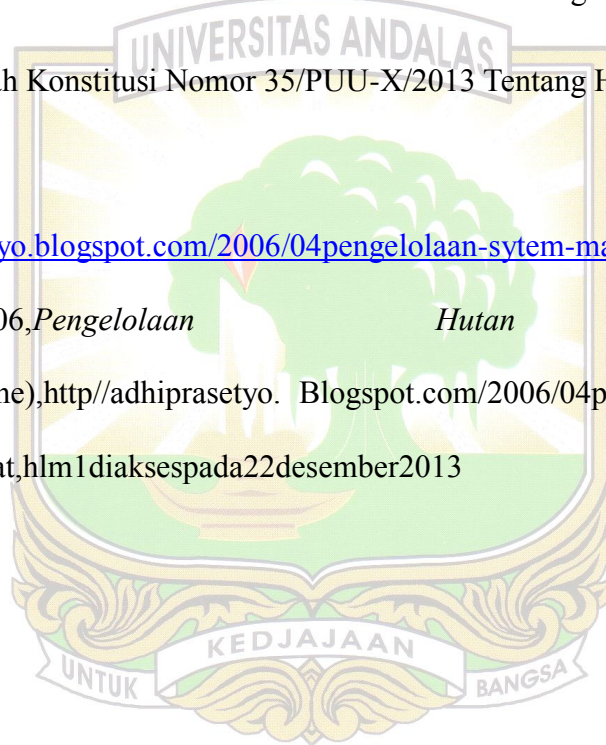 UNIVERSITAS ANDALAS
ah Konstitusi Nomor 35/PUU-X/2013 Tentang H
yo.blogspot.com/2006/04pengelolaan-sytem-ma
06,Pengelolaan Hutan
ne),http//adhiprasetyo. Blogspot.com/2006/04p
at,hlm1diaksespada22desember2013
UNTUK KEDJAJAAN BANGSA